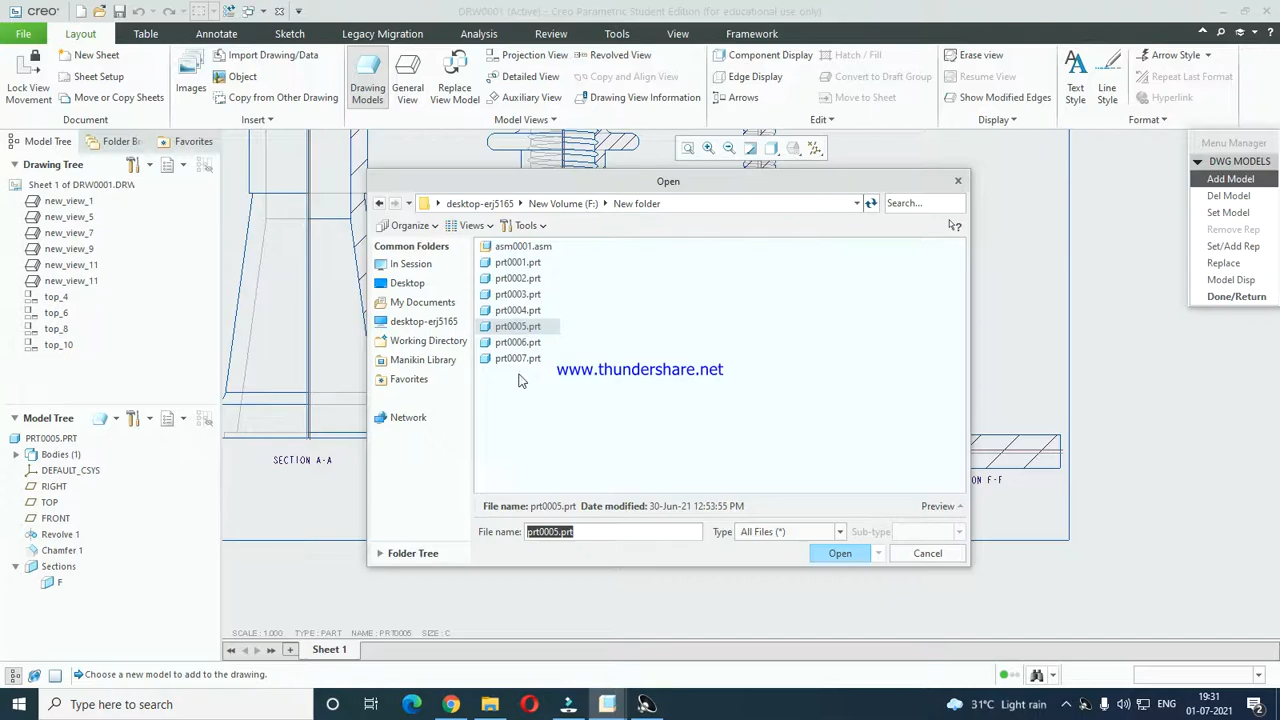 creo
DRW0001 (Active) - Creo Parametric Student Edition (for educational use only)
File
Layout
Table
Annotate
Sketch
Legacy Migration
Analysis
Review
Tools
View
Framework
Lock View
Movement
New Sheet
Sheet Setup
Move or Copy Sheets
Document
Images
Import Drawing/Data
Object
Copy from Other Drawing
Insert
Drawing
Models
General
View
Replace
View Model
Projection View
Detailed View
Auxiliary View
Revolved View
Copy and Align View
Drawing View Information
Model Views
Component Display
Edge Display
Arrows
Hatch / Fill
Convert to Draft Group
Move to Sheet
Edit
Erase view
Resume View
Show Modified Edges
Display
Text
Style
Line
Style
Arrow Style
Repeat Last Format
Hyperlink
Format
Model Tree
Folder Br
Favorites
Drawing Tree
Sheet 1 of DRW0001.DRW
new_view_1
new_view_5
new_view_7
new_view_9
new_view_11
new_view_11
top_4
top_6
top_8
top_10
Model Tree
PRT0005.PRT
Bodies (1)
DEFAULT_CSYS
RIGHT
TOP
FRONT
Revolve 1
Chamfer 1
Sections
F
SECTION A-A
ON F-F
Open
desktop-erj5165
New Volume (F:)
New folder
Search...
Organize
Views
Tools
Common Folders
In Session
Desktop
My Documents
desktop-erj5165
Working Directory
Manikin Library
Favorites
Network
Folder Tree
asm0001.asm
prt0001.prt
prt0002.prt
prt0003.prt
prt0004.prt
prt0005.prt
prt0006.prt
prt0007.prt
www.thundershare.net
File name: prt0005.prt Date modified: 30-Jun-21 12:53:55 PM
Preview
File name:
prt0005.prt
Type
All Files (*)
Sub-type
Open
Cancel
Menu Manager
DWG MODELS
Add Model
Del Model
Set Model
Remove Rep
Set/Add Rep
Replace
Model Disp
Done/Return
SCALE : 1.000 TYPE : PART NAME : PRT0005 SIZE : C
Sheet 1
Choose a new model to add to the drawing.
Type here to search
31°C Light rain
ENG
19:31
01-07-2021